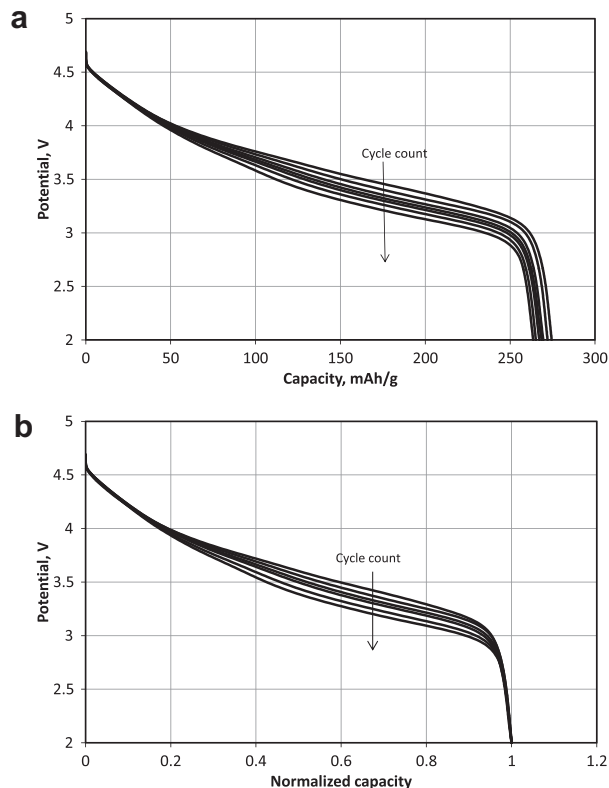 a
5
4.5
4
3.5
3
2.5
2
Potential, V
Cycle count
0 50 100 150 200 250 300
Capacity, mAh/g
b
5
4.5
4
3.5
3
2.5
2
Potential, V
Cycle count
0 0.2 0.4 0.6 0.8 1 1.2
Normalized capacity